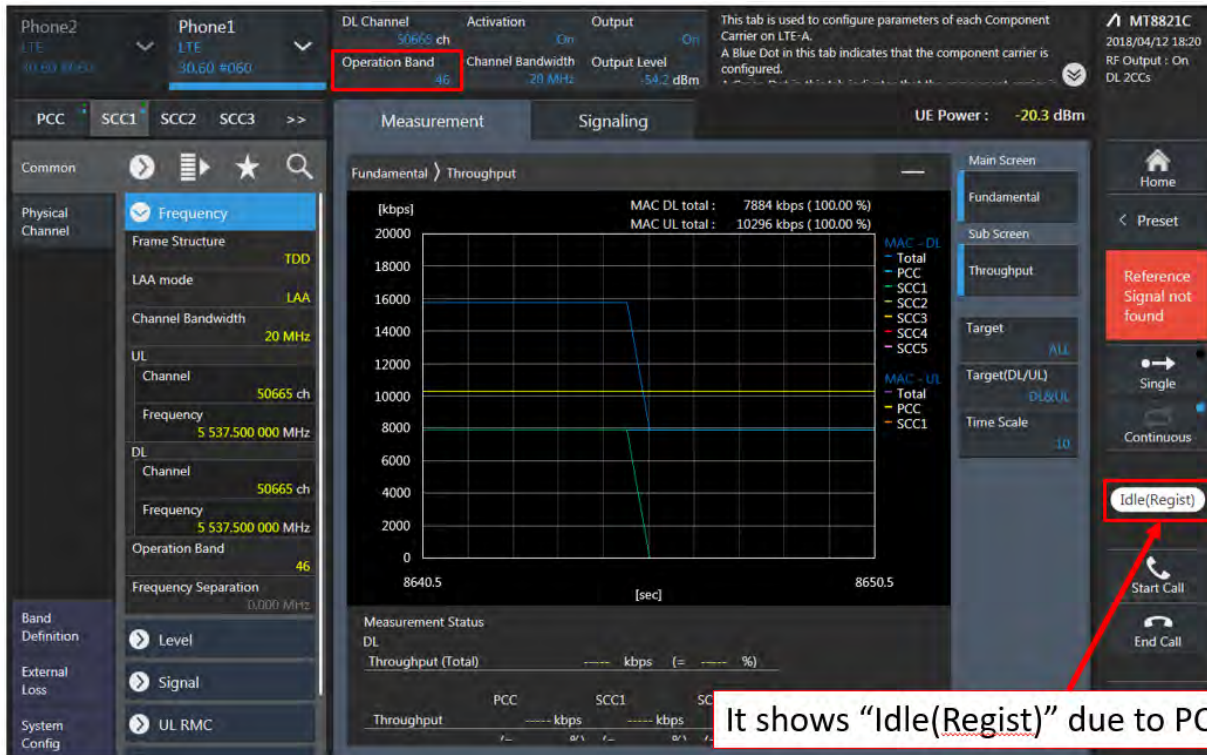 Phone2
LTE
Phone1
LTE
30.60 #060
DL Channel
50665 ch
Activation
On
Output
On
Operation Band
46
Channel Bandwidth
20 MHz
Output Level
-54.2 dBm
This tab is used to configure parameters of each Component
Carrier on LTE-A.
A Blue Dot in this tab indicates that the component carrier is
configured.
MT8821C
2018/04/12 18:20
RF Output : On
DL 2CCs
PCC SCC1 SCC2 SCC3 >>
Measurement
Signaling
UE Power : -20.3 dBm
Common
Physical
Channel
Frequency
Frame Structure
TDD
LAA mode
LAA
Channel Bandwidth
20 MHz
UL
Channel
50665 ch
Frequency
5 537.500 000 MHz
DL
Channel
50665 ch
Frequency
5 537.500 000 MHz
Operation Band
46
Frequency Separation
0.000 MHz
Level
Signal
UL RMC
Band
Definition
External
Loss
System
Config
Fundamental ⟩ Throughput
[kbps]
MAC DL total : 7884 kbps ( 100.00 %)
MAC UL total : 10296 kbps ( 100.00 %)
20000
18000
16000
14000
12000
10000
8000
6000
4000
2000
0
8640.5
[sec]
8650.5
MAC - DL
Total
PCC
SCC1
SCC2
SCC3
SCC4
SCC5
MAC - UL
Total
PCC
SCC1
Measurement Status
DL
Throughput (Total) ----- kbps (= ----- %)
PCC SCC1
Throughput ----- kbps ----- kbps
Main Screen
Fundamental
Sub Screen
Throughput
Target
ALL
Target(DL/UL)
DL&UL
Time Scale
10
Home
< Preset
Reference
Signal not
found
Single
Continuous
Idle(Regist)
Start Call
End Call
It shows “Idle(Regist)” due to